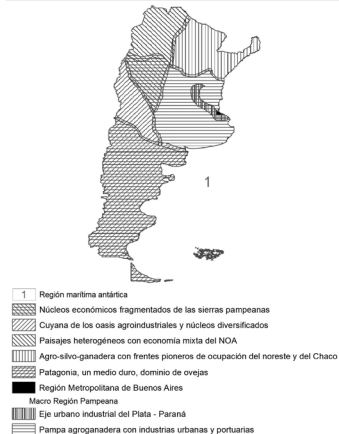 1
1 Región marítima antártica
Núcleos económicos fragmentados de las sierras pampeanas
Cuyana de los oasis agroindustriales y núcleos diversificados
Paisajes heterogéneos con economía mixta del NOA
Agro-silvo-ganadera con frentes pioneros de ocupación del noreste y del Chaco
Patagonia, un medio duro, dominio de ovejas
Región Metropolitana de Buenos Aires
Macro Región Pampeana
Eje urbano industrial del Plata - Paraná
Pampa agroganadera con industrias urbanas y portuarias